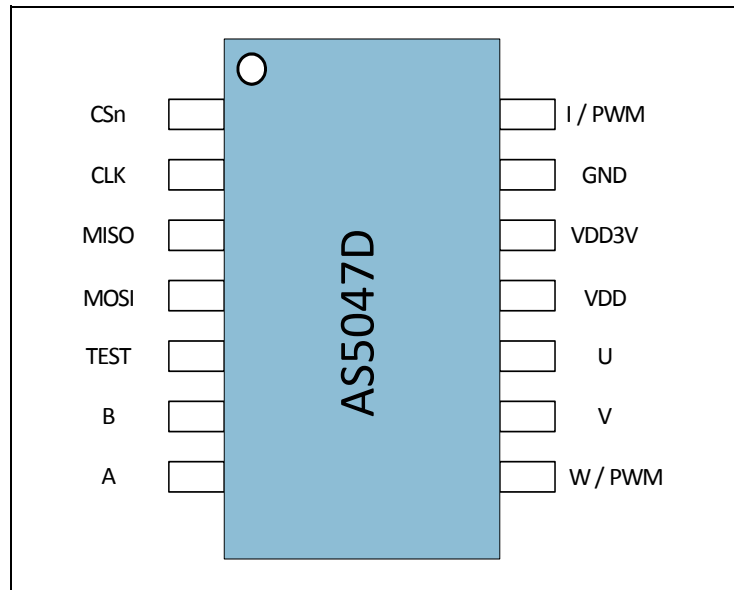 CSn
CLK
MISO
MOSI
TEST
B
A
AS5047D
I / PWM
GND
VDD3V
VDD
U
V
W / PWM